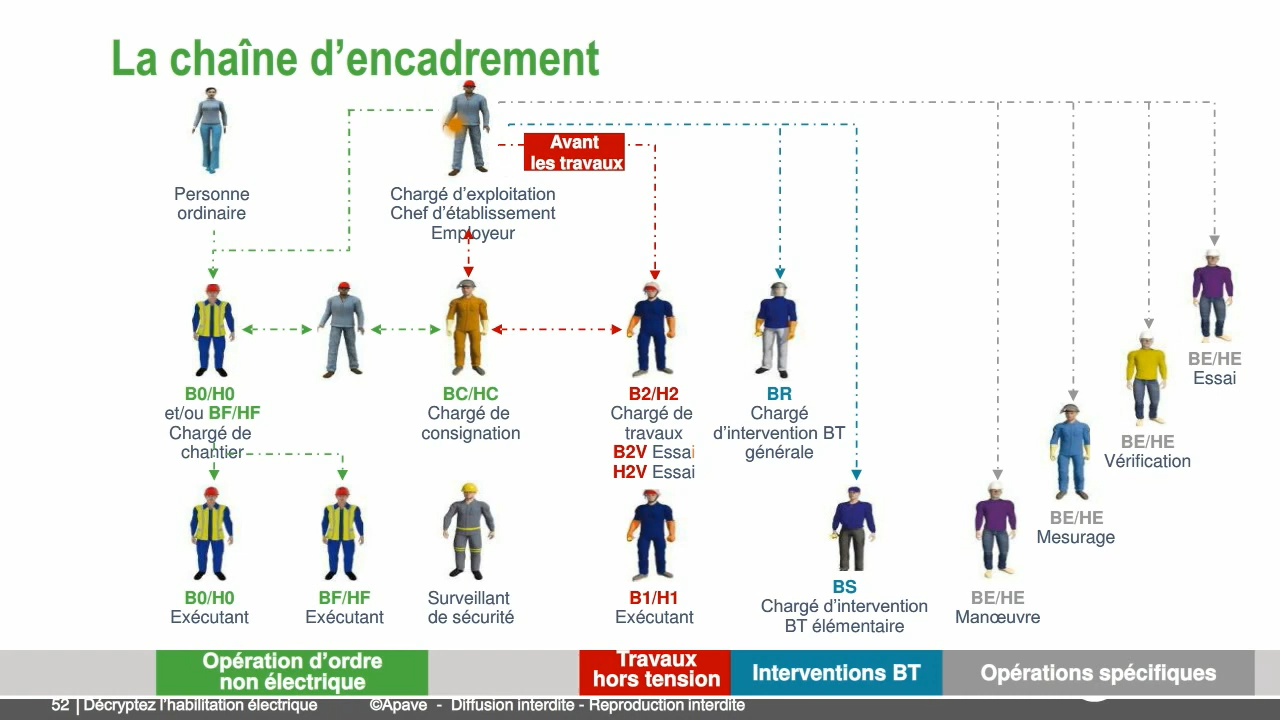 La chaîne d’encadrement
Avant
les travaux
Personne
ordinaire
Chargé d’exploitation
Chef d’établissement
Employeur
B0/H0
et/ou BF/HF
Chargé de
chantier
BC/HC
Chargé de
consignation
B2/H2
Chargé de
travaux
B2V Essai
H2V Essai
BR
Chargé
d’intervention BT
générale
BE/HE
Essai
BE/HE
Vérification
BE/HE
Mesurage
B0/H0
Exécutant
BF/HF
Exécutant
Surveillant
de sécurité
B1/H1
Exécutant
BS
Chargé d’intervention
BT élémentaire
BE/HE
Manœuvre
Opération d’ordre
non électrique
Travaux
hors tension
Interventions BT
Opérations spécifiques
52 | Décryptez l’habilitation électrique ©Apave - Diffusion interdite - Reproduction interdite